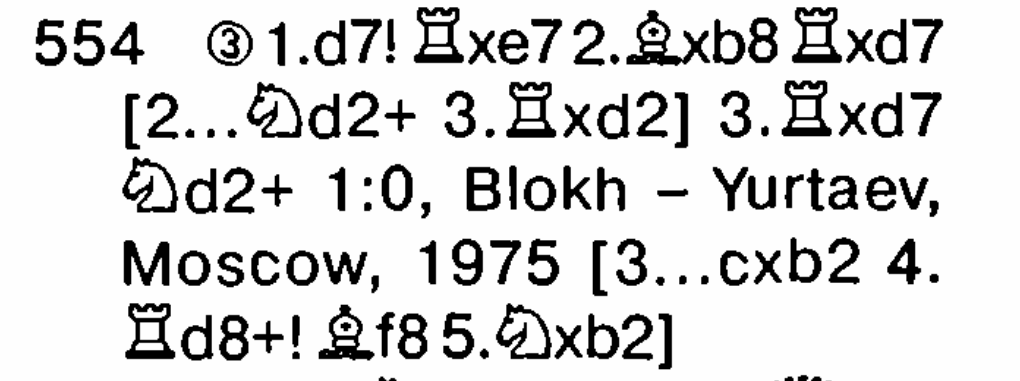 554 ③ 1.d7! ♖xe7 2.♗xb8 ♖xd7
[2...♘d2+ 3.♖xd2] 3.♖xd7
♘d2+ 1:0, Blokh – Yurtaev,
Moscow, 1975 [3...cxb2 4.
♖d8+! ♗f8 5.♘xb2]